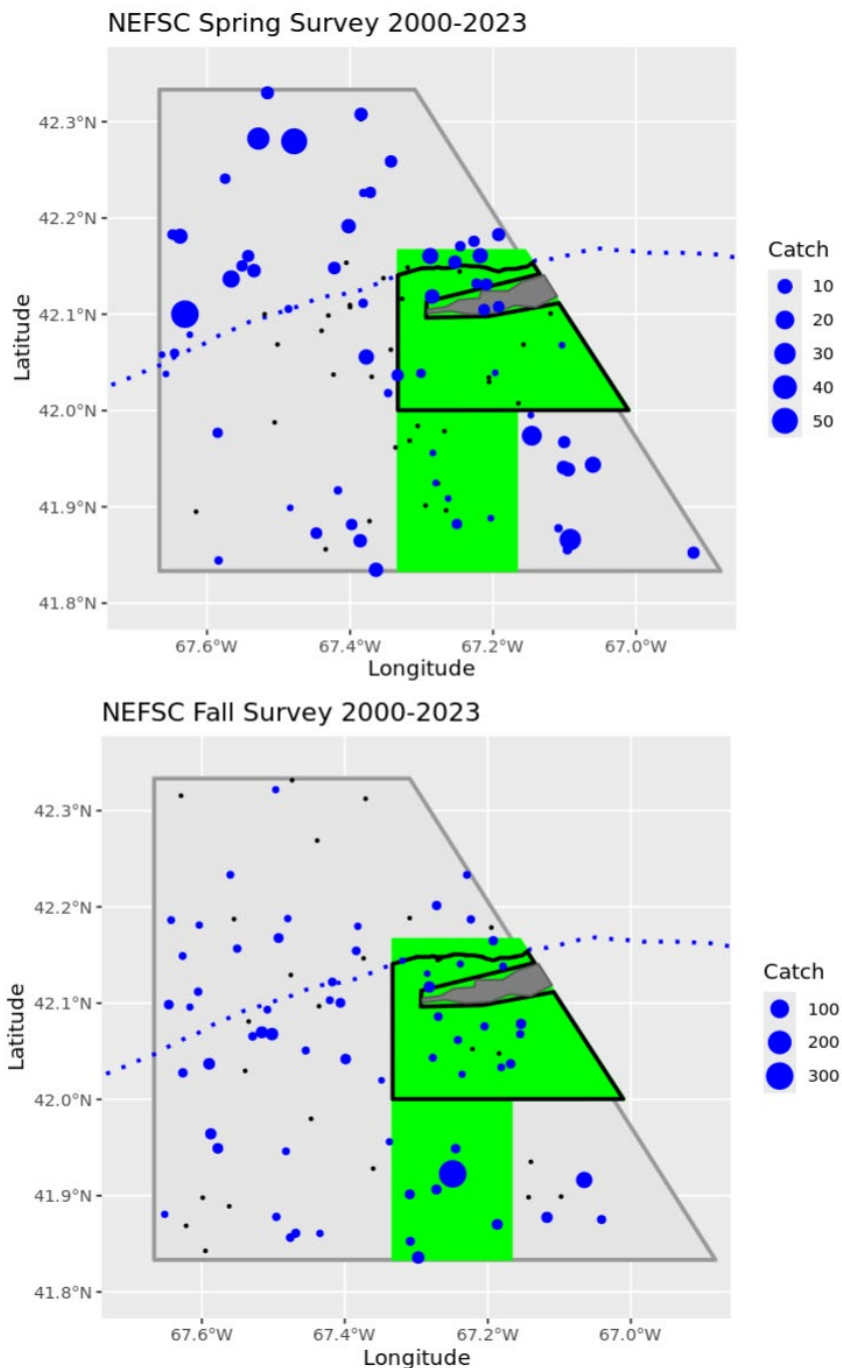 NEFSC Spring Survey 2000-2023
42.3°N
42.2°N
42.1°N
42.0°N
41.9°N
41.8°N
Latitude
67.6°W 67.4°W 67.2°W 67.0°W
Longitude
Catch
10
20
30
40
50
NEFSC Fall Survey 2000-2023
42.3°N
42.2°N
42.1°N
42.0°N
41.9°N
41.8°N
Latitude
67.6°W 67.4°W 67.2°W 67.0°W
Longitude
Catch
100
200
300